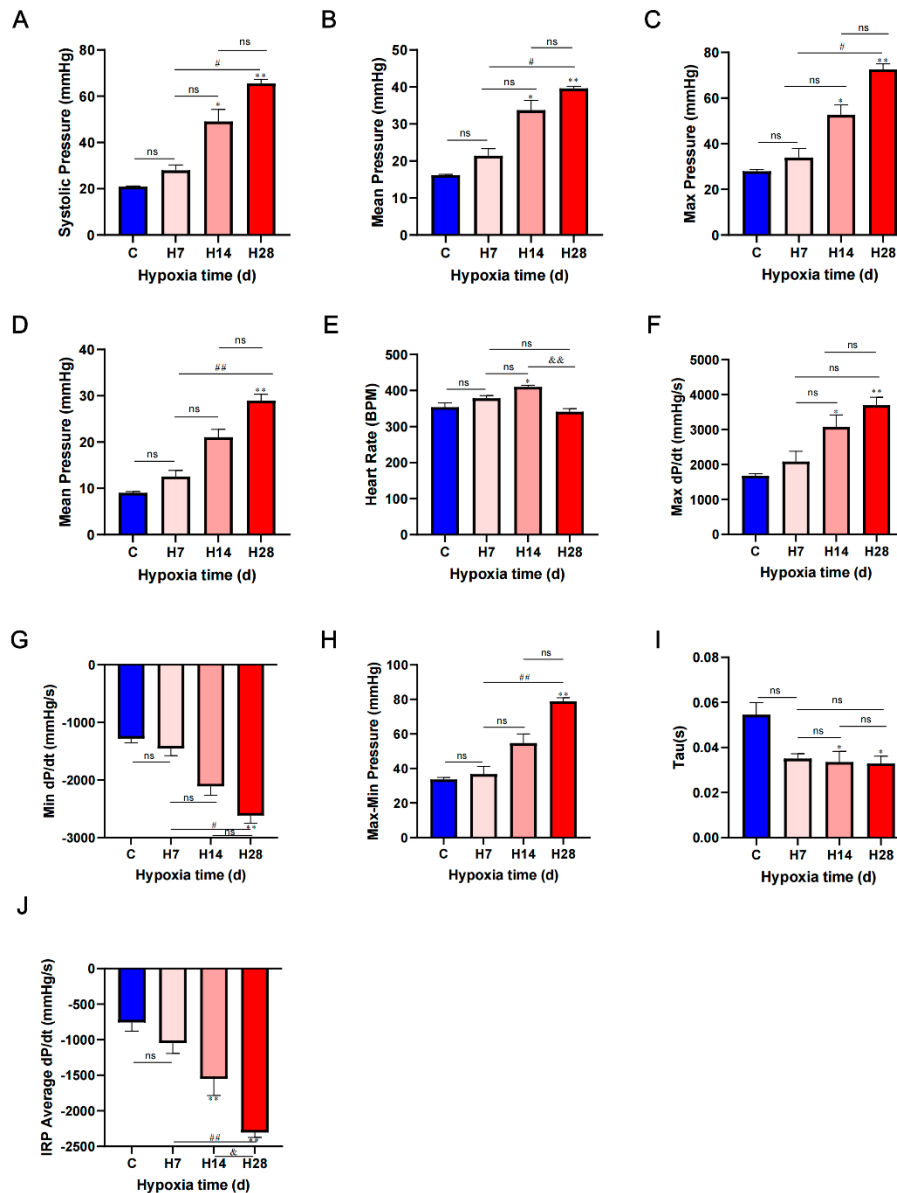 A
Systolic Pressure (mmHg)
80
60
40
20
0
ns
#
ns
ns
*
**
C H7 H14 H28
Hypoxia time (d)
B
Mean Pressure (mmHg)
50
40
30
20
10
0
ns
#
ns
ns
*
**
C H7 H14 H28
Hypoxia time (d)
C
Max Pressure (mmHg)
80
60
40
20
0
ns
#
ns
ns
*
**
C H7 H14 H28
Hypoxia time (d)
D
Mean Pressure (mmHg)
40
30
20
10
0
ns
##
ns
ns
**
C H7 H14 H28
Hypoxia time (d)
E
Heart Rate (BPM)
500
400
300
200
100
0
ns
&&
ns
ns
*
C H7 H14 H28
Hypoxia time (d)
F
Max dP/dt (mmHg/s)
5000
4000
3000
2000
1000
0
ns
ns
ns
*
**
C H7 H14 H28
Hypoxia time (d)
G
Min dP/dt (mmHg/s)
0
-1000
-2000
-3000
ns
ns
#
ns
**
C H7 H14 H28
Hypoxia time (d)
H
Max-Min Pressure (mmHg)
100
80
60
40
20
0
ns
##
ns
ns
**
C H7 H14 H28
Hypoxia time (d)
I
Tau(s)
0.08
0.06
0.04
0.02
0.00
ns
ns
ns
ns
*
*
C H7 H14 H28
Hypoxia time (d)
J
IRP Average dP/dt (mmHg/s)
0
-500
-1000
-1500
-2000
-2500
ns
**
##
**
&
C H7 H14 H28
Hypoxia time (d)